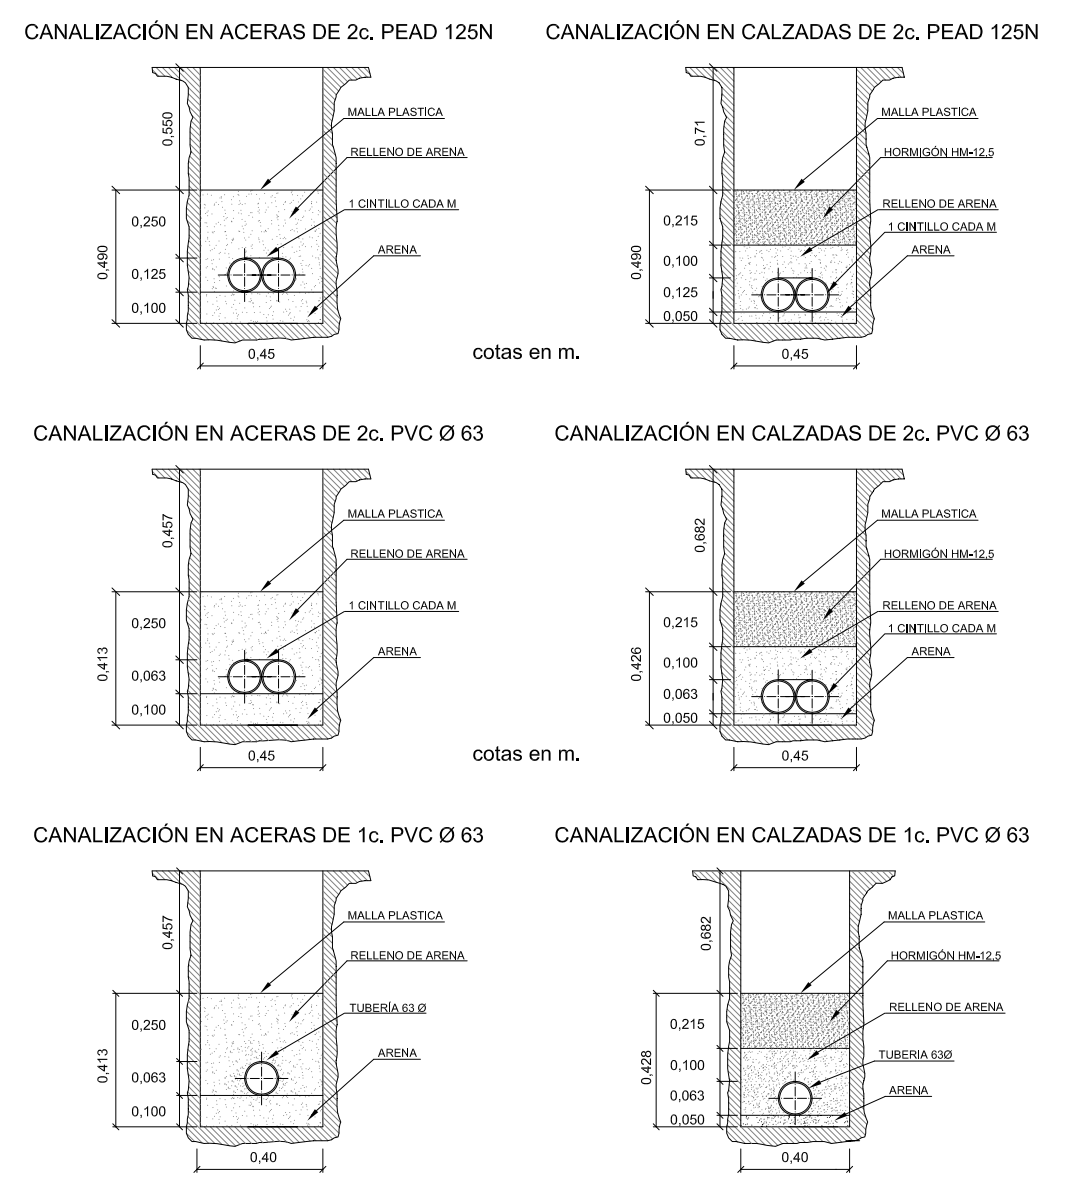 CANALIZACIÓN EN ACERAS DE 2c. PEAD 125N
0,550
MALLA PLASTICA
RELLENO DE ARENA
1 CINTILLO CADA M
ARENA
0,490
0,250
0,125
0,100
0,45
CANALIZACIÓN EN CALZADAS DE 2c. PEAD 125N
0,71
MALLA PLASTICA
HORMIGÓN HM-12,5
RELLENO DE ARENA
1 CINTILLO CADA M
ARENA
0,490
0,215
0,100
0,125
0,050
0,45
cotas en m.
CANALIZACIÓN EN ACERAS DE 2c. PVC Ø 63
0,457
MALLA PLASTICA
RELLENO DE ARENA
1 CINTILLO CADA M
ARENA
0,413
0,250
0,063
0,100
0,45
CANALIZACIÓN EN CALZADAS DE 2c. PVC Ø 63
0,682
MALLA PLASTICA
HORMIGÓN HM-12,5
RELLENO DE ARENA
1 CINTILLO CADA M
ARENA
0,426
0,215
0,100
0,063
0,050
0,45
cotas en m.
CANALIZACIÓN EN ACERAS DE 1c. PVC Ø 63
0,457
MALLA PLASTICA
RELLENO DE ARENA
TUBERÍA 63 Ø
ARENA
0,413
0,250
0,063
0,100
0,40
CANALIZACIÓN EN CALZADAS DE 1c. PVC Ø 63
0,682
MALLA PLASTICA
HORMIGÓN HM-12,5
RELLENO DE ARENA
TUBERIA 63Ø
ARENA
0,428
0,215
0,100
0,063
0,050
0,40